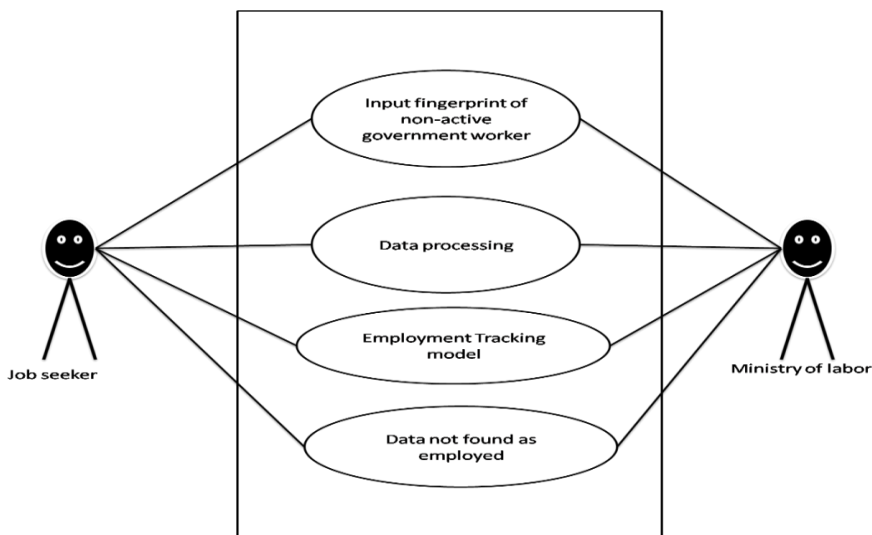 Input fingerprint of
non-active
government worker
Data processing
Employment Tracking
model
Job seeker
Ministry of labor
Data not found as
employed